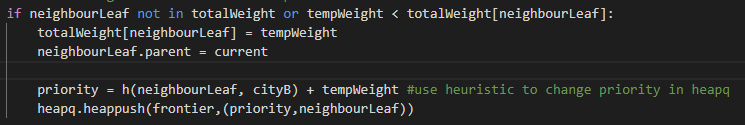 if neighbourLeaf not in totalWeight or tempWeight < totalWeight[neighbourLeaf]:
    totalWeight[neighbourLeaf] = tempWeight
    neighbourLeaf.parent = current

    priority = h(neighbourLeaf, cityB) + tempWeight #use heuristic to change priority in heapq
    heapq.heappush(frontier,(priority,neighbourLeaf))